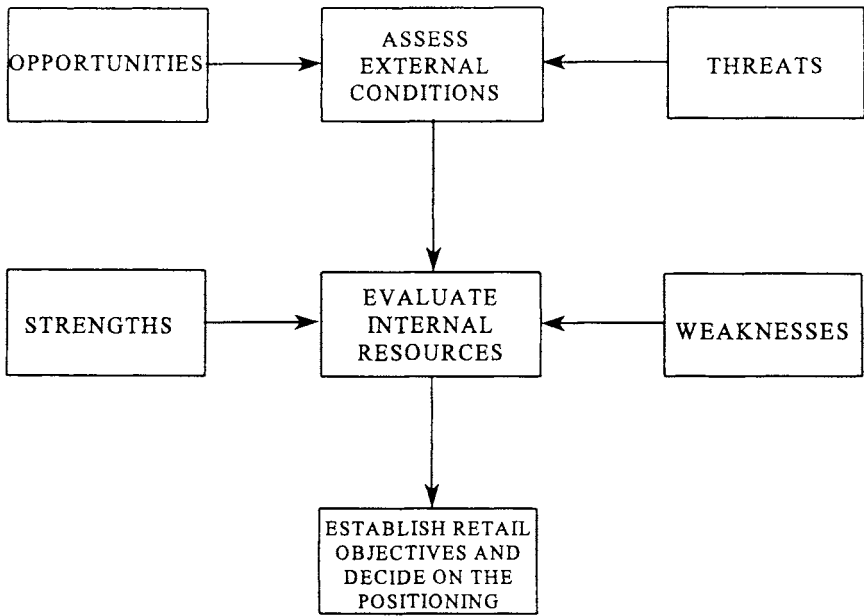 OPPORTUNITIES
ASSESS
EXTERNAL
CONDITIONS
THREATS
STRENGTHS
EVALUATE
INTERNAL
RESOURCES
WEAKNESSES
ESTABLISH RETAIL
OBJECTIVES AND
DECIDE ON THE
POSITIONING